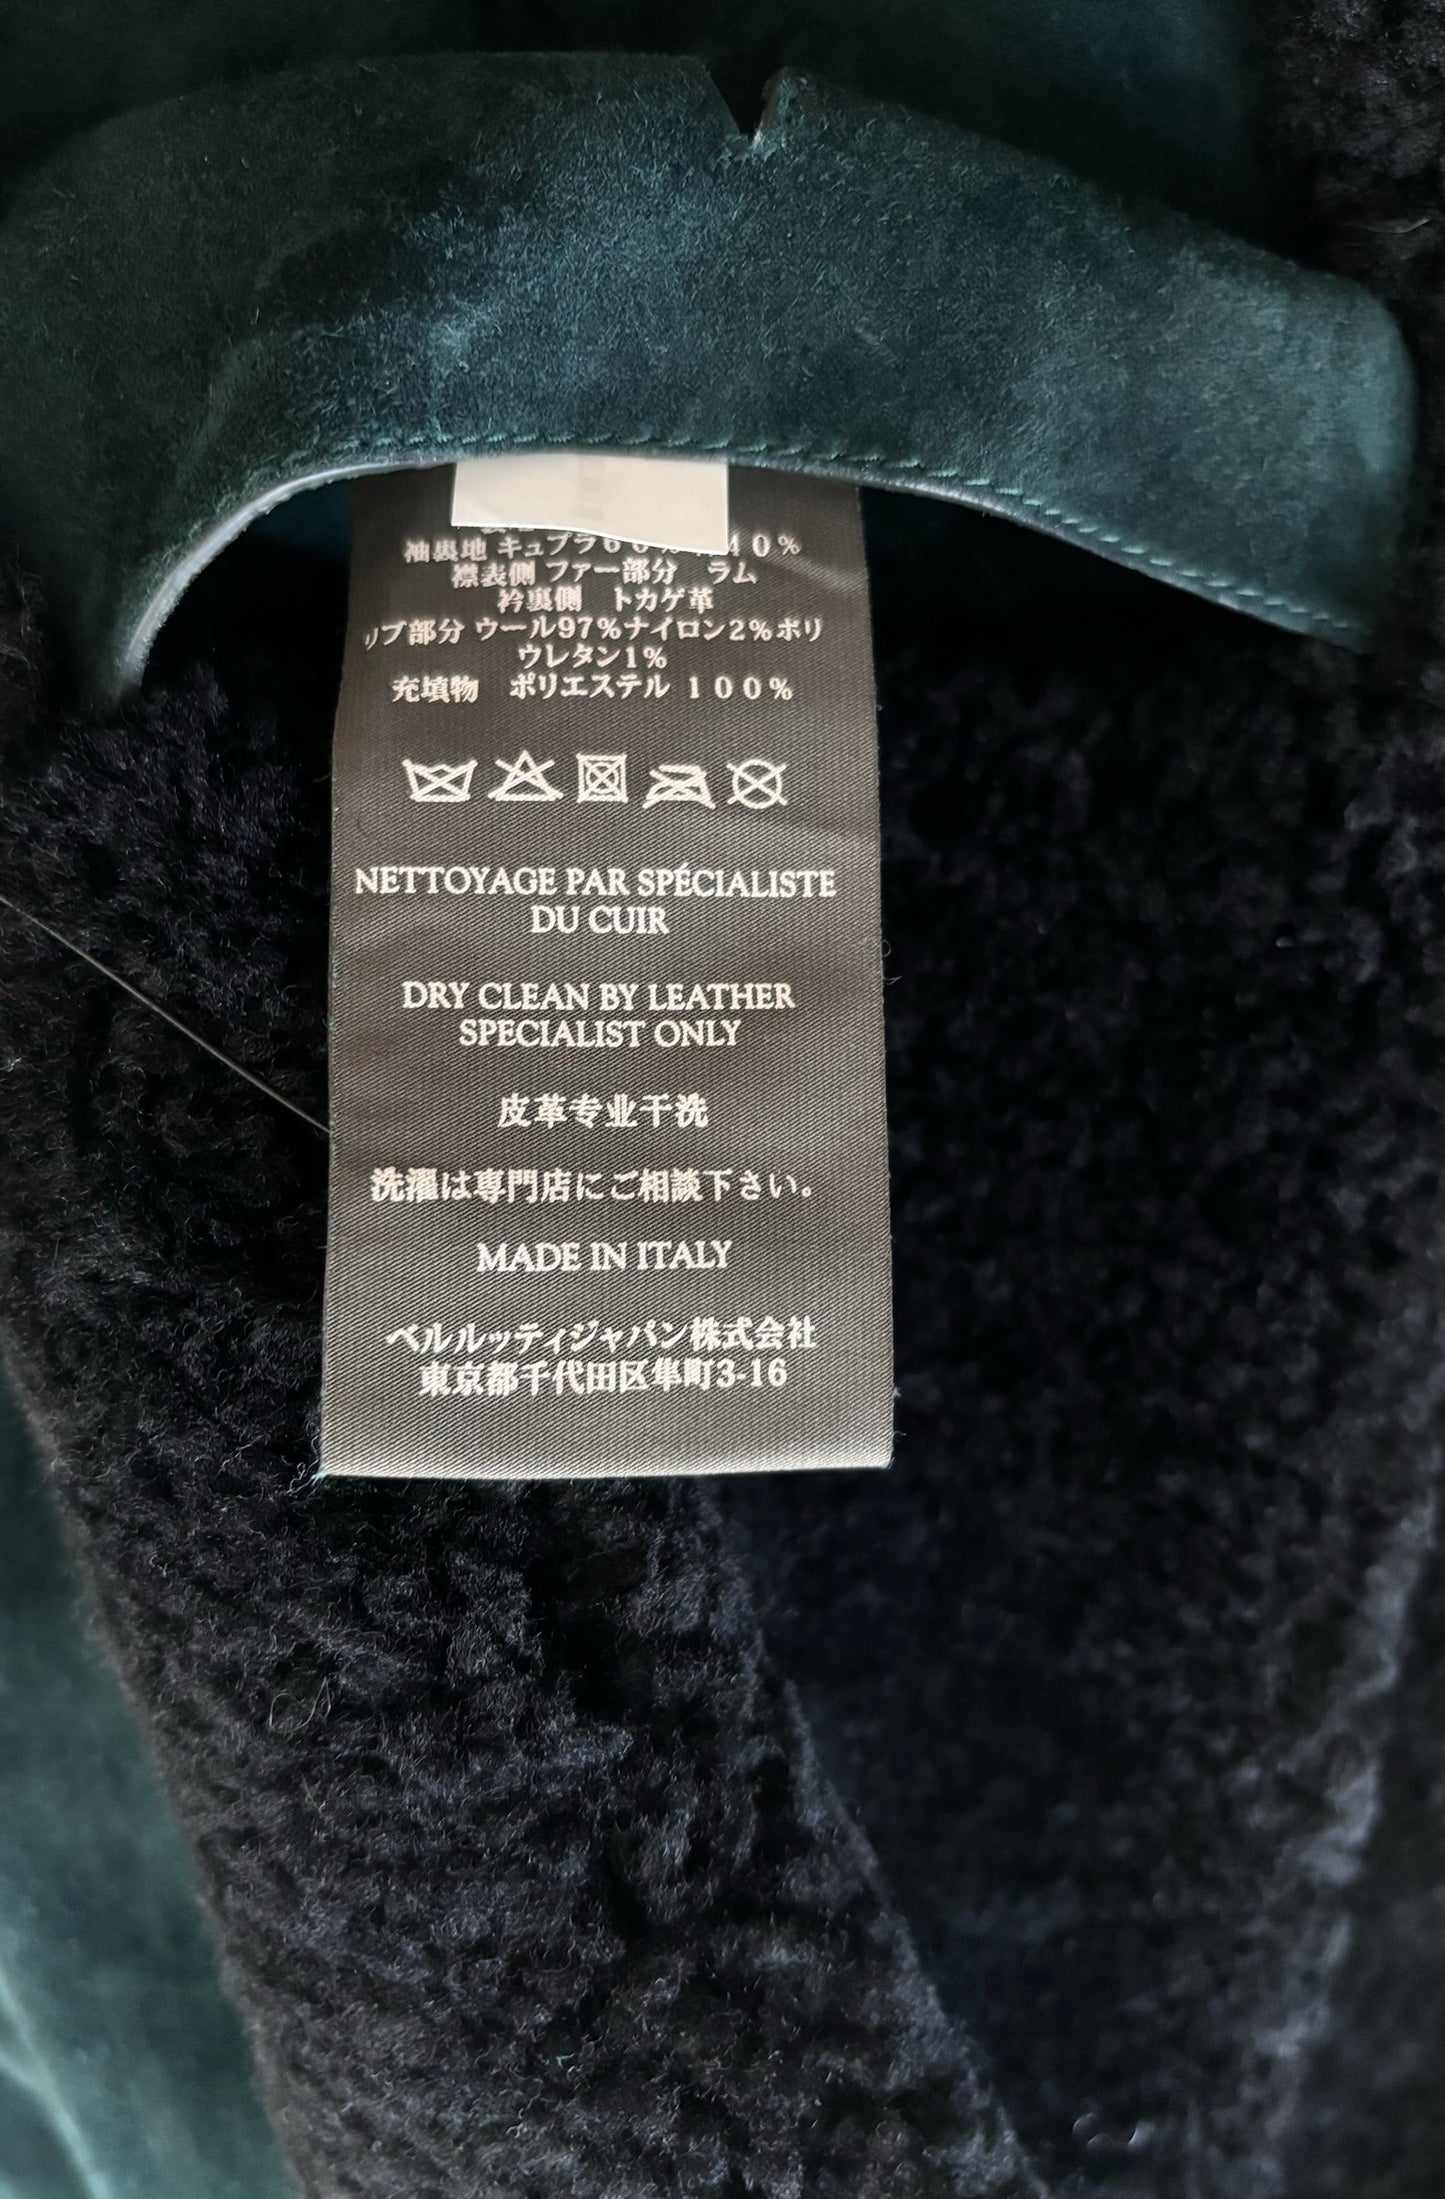 袖裏地 キュプラ60% 40%
襟表側 ファー部分 ラム
衿裏側 トカゲ革
リブ部分 ウール97%ナイロン2%ポリ
ウレタン1%
充填物 ポリエステル 100%
NETTOYAGE PAR SPÉCIALISTE
DU CUIR
DRY CLEAN BY LEATHER
SPECIALIST ONLY
皮革专业干洗
洗濯は専門店にご相談下さい。
MADE IN ITALY
ベルルッティジャパン株式会社
東京都千代田区隼町3-16